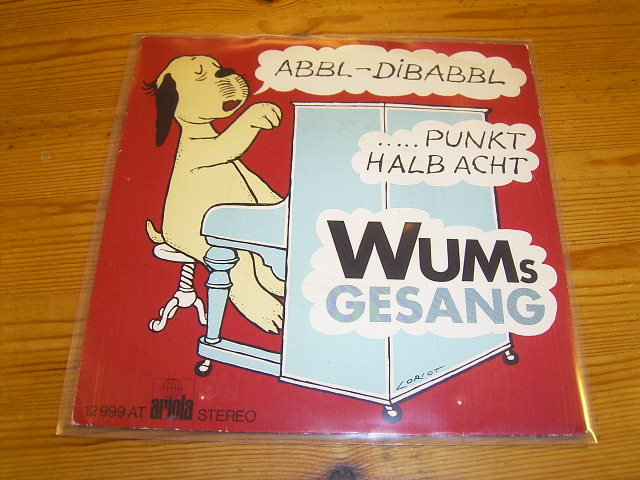 ABBL-DiBABBL
.....PUNKT
HALB ACHT
WUMs
GESANG
LORIOT
12 999 AT ariola STEREO